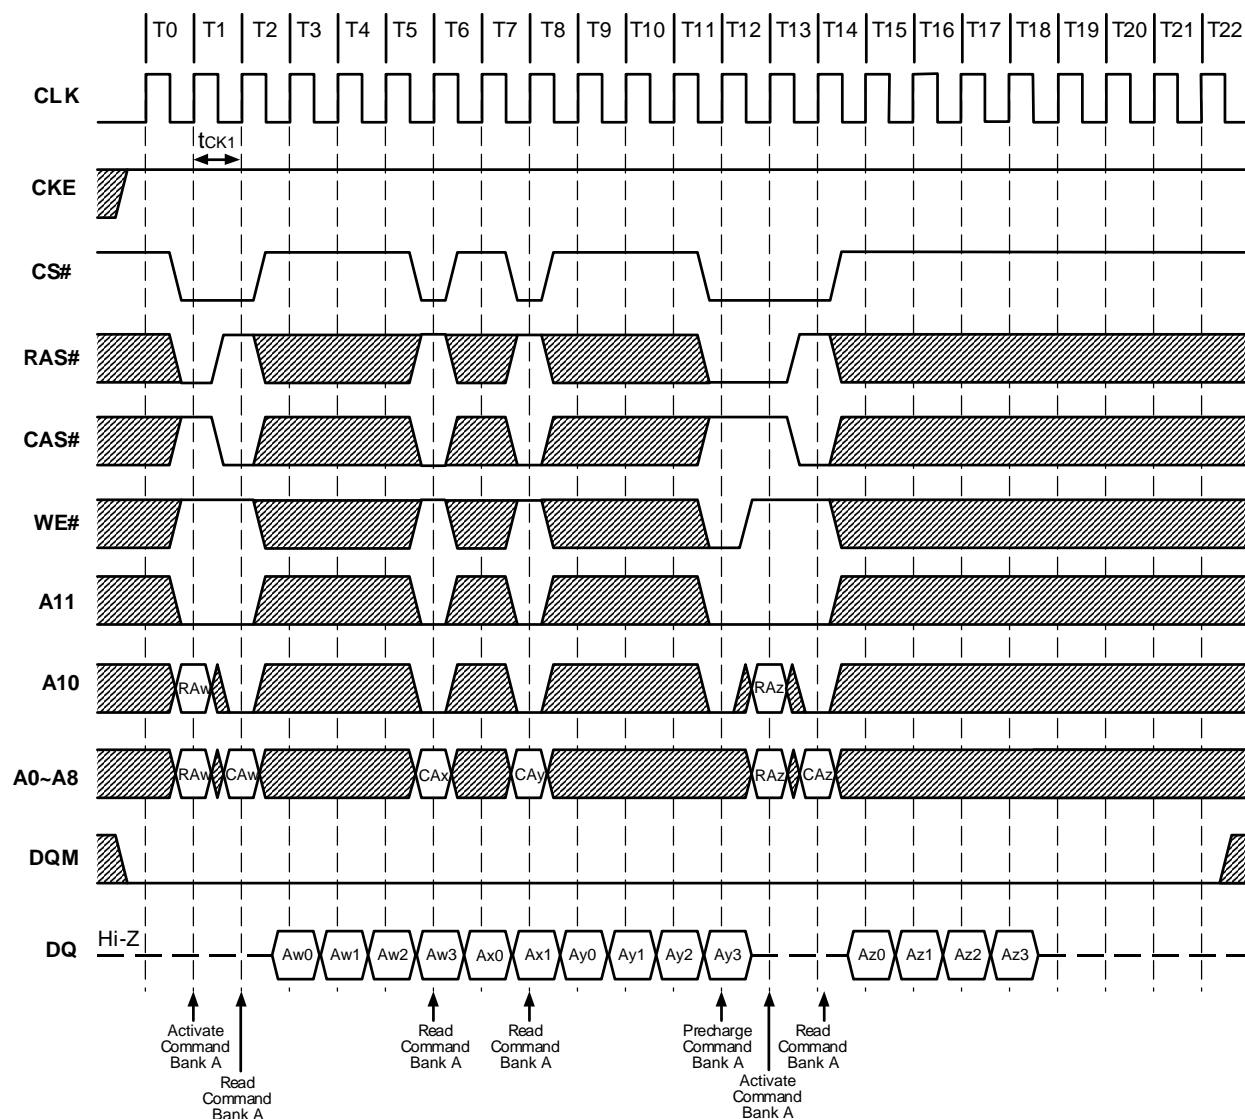 T0 T1 T2 T3 T4 T5 T6 T7 T8 T9 T10 T11 T12 T13 T14 T15 T16 T17 T18 T19 T20 T21 T22
CLK
tCK1
CKE
CS#
RAS#
CAS#
WE#
A11
A10 RAw RAz
A0~A8 RAw CAw CAx CAy RAz CAz
DQM
Hi-Z
DQ Aw0 Aw1 Aw2 Aw3 Ax0 Ax1 Ay0 Ay1 Ay2 Ay3 Az0 Az1 Az2 Az3
Activate
Command
Bank A
Read
Command
Bank A
Read
Command
Bank A
Read
Command
Bank A
Precharge
Command
Bank A
Activate
Command
Bank A
Read
Command
Bank A